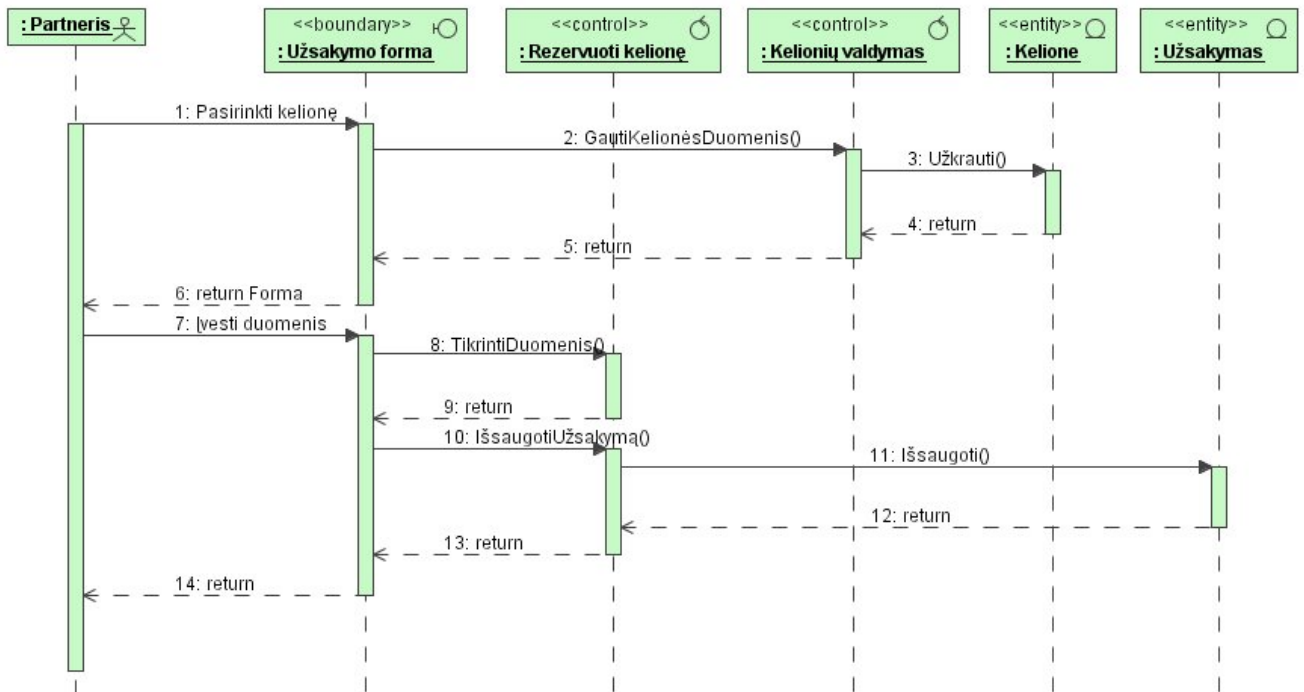 : Partneris
<<boundary>>
: Užsakymo forma
<<control>>
: Rezervuoti kelionę
<<control>>
: Kelionių valdymas
<<entity>>
: Kelione
<<entity>>
: Užsakymas
1: Pasirinkti kelionę
2: GautiKelionėsDuomenis()
3: Užkrauti()
4: return
5: return
6: return Forma
7: Įvesti duomenis
8: TikrintiDuomenis()
9: return
10: IšsaugotiUžsakymą()
11: Išsaugoti()
12: return
13: return
14: return